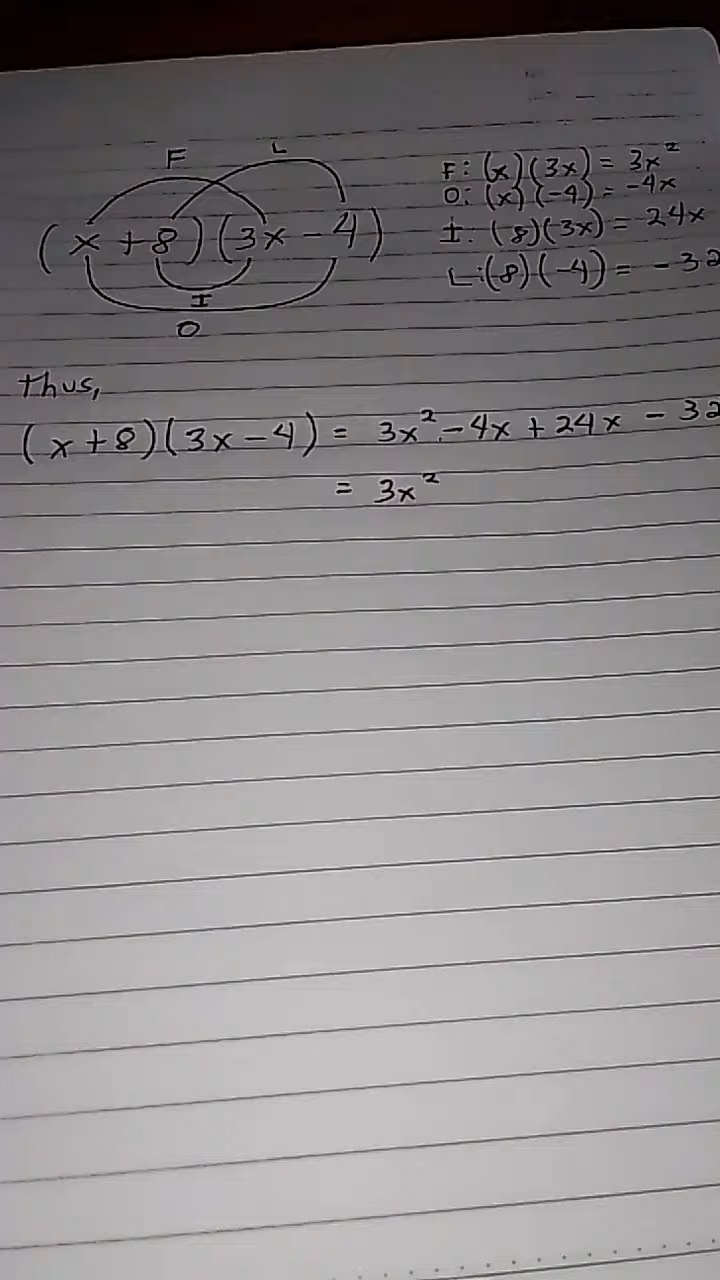 F L
(x + 8)(3x - 4)
I
O
F: (x)(3x) = 3x²
O: (x)(-4) = -4x
I: (8)(3x) = 24x
L: (8)(-4) = -32
thus,
(x + 8)(3x - 4) = 3x² - 4x + 24x - 32
= 3x²